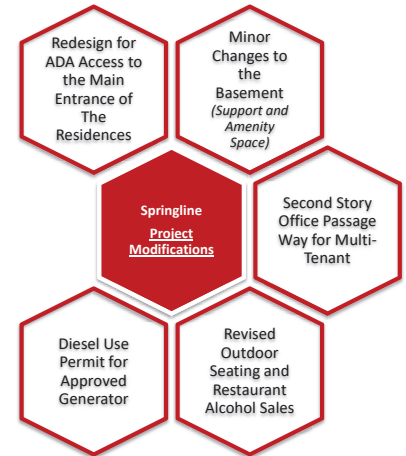 Redesign for
ADA Access to
the Main
Entrance of
The
Residences
Minor
Changes to
the
Basement
(Support and
Amenity
Space)
Springline
Project
Modifications
Second Story
Office Passage
Way for Multi-
Tenant
Diesel Use
Permit for
Approved
Generator
Revised
Outdoor
Seating and
Restaurant
Alcohol Sales